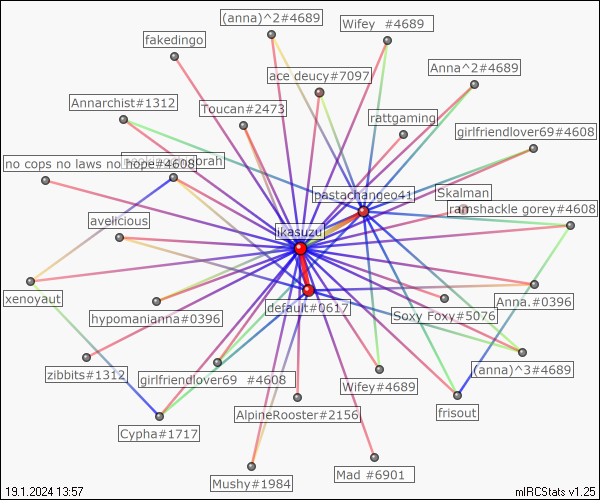 (anna)^2#4689
Wifey  #4689
fakedingo
ace deucy#7097
Anna^2#4689
Annarchist#1312
Toucan#2473
rattgaming
girlfriendlover69#4608
no cops no laws no hope#4608
pastachangeo41
Skalman
ramshackle gorey#4608
avelicious
ikasuzu
xenoyaut
hypomanianna#0396
default#0617
Soxy Foxy#5076
Anna.#0396
zibbits#1312
girlfriendlover69  #4608
Wifey#4689
(anna)^3#4689
Cypha#1717
AlpineRooster#2156
frisout
Mushy#1984
Mad #6901
19.1.2024 13:57
mIRCStats v1.25